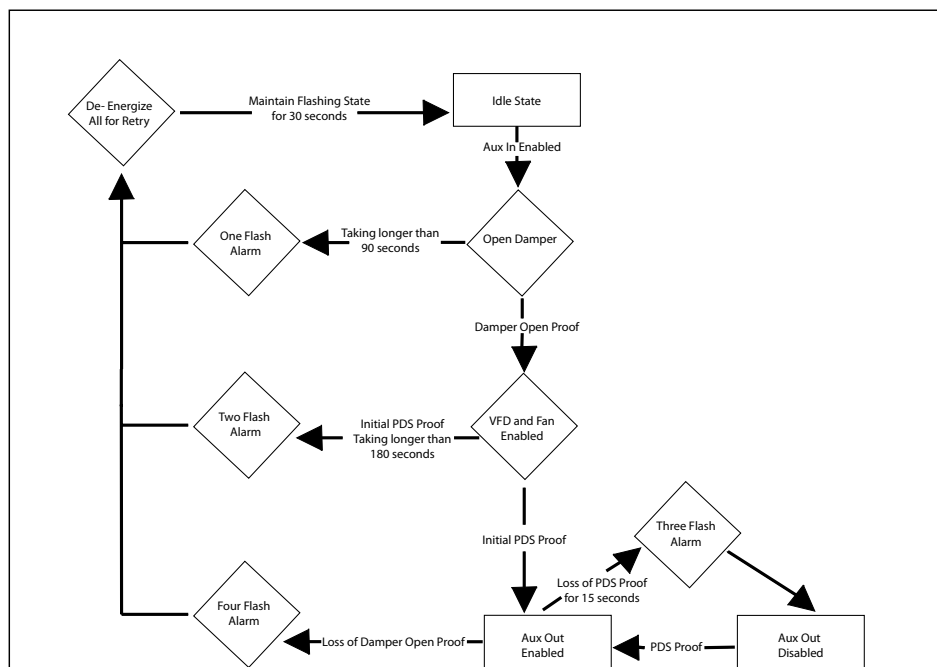 De- Energize
All for Retry
Maintain Flashing State
for 30 seconds
Idle State
Aux In Enabled
One Flash
Alarm
Taking longer than
90 seconds
Open Damper
Damper Open Proof
Two Flash
Alarm
Initial PDS Proof
Taking longer than
180 seconds
VFD and Fan
Enabled
Initial PDS Proof
Three Flash
Alarm
Loss of PDS Proof
for 15 seconds
Four Flash
Alarm
Loss of Damper Open Proof
Aux Out
Enabled
PDS Proof
Aux Out
Disabled